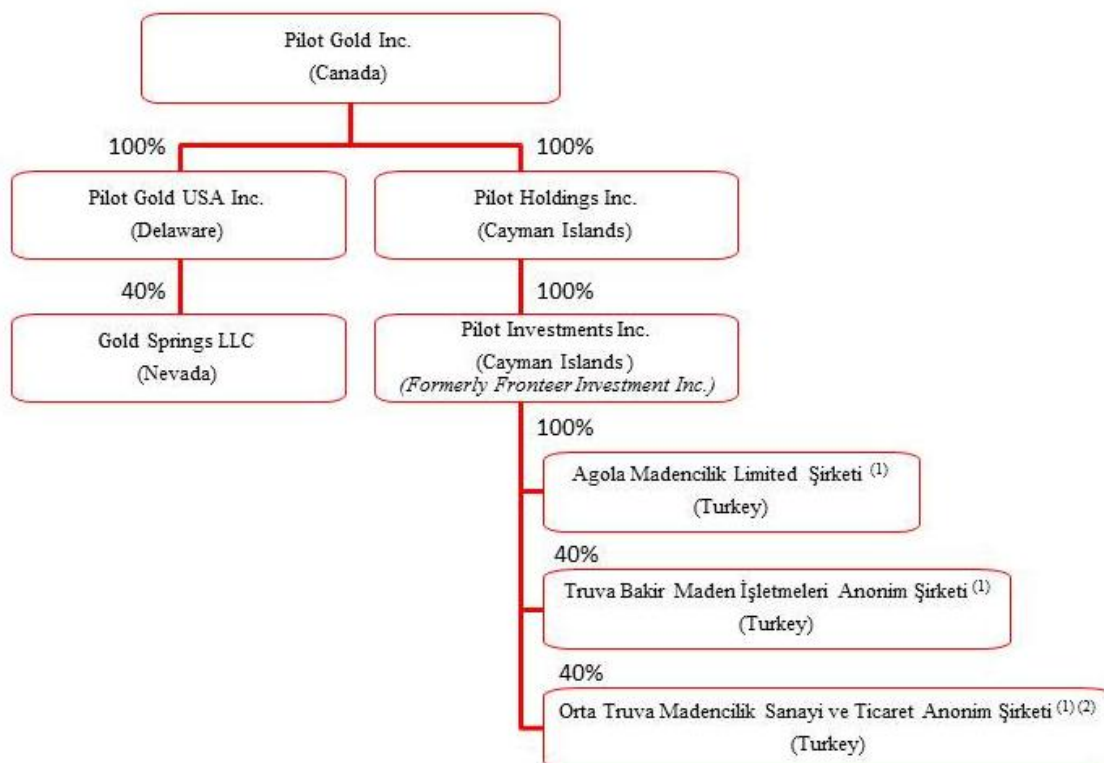 Pilot Gold Inc.
(Canada)
100%
100%
Pilot Gold USA Inc.
(Delaware)
Pilot Holdings Inc.
(Cayman Islands)
40%
100%
Gold Springs LLC
(Nevada)
Pilot Investments Inc.
(Cayman Islands )
(Formerly Fronteer Investment Inc.)
100%
Agola Madencilik Limited Şirketi (1)
(Turkey)
40%
Truva Bakir Maden İşletmeleri Anonim Şirketi (1)
(Turkey)
40%
Orta Truva Madencilik Sanayi ve Ticaret Anonim Şirketi (1) (2)
(Turkey)